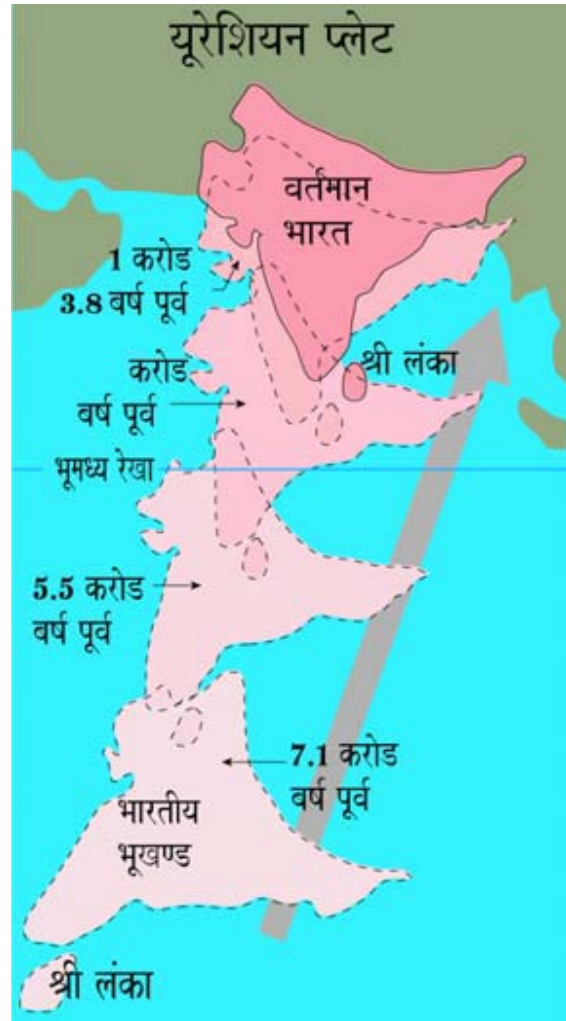 यूरेशियन प्लेट
वर्तमान
भारत
1 करोड
3.8 वर्ष पूर्व
करोड
वर्ष पूर्व
श्री लंका
भूमध्य रेखा
5.5 करोड
वर्ष पूर्व
7.1 करोड
वर्ष पूर्व
भारतीय
भूखण्ड
श्री लंका